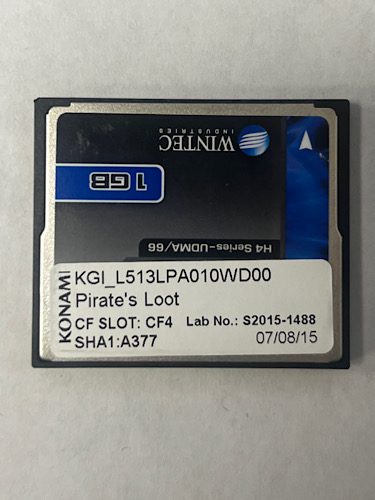 WINTEC
INDUSTRIES
1 GB
H4 Series-UDMA/66
KONAMI
KGI_L513LPA010WD00
Pirate's Loot
CF SLOT: CF4 Lab No.: S2015-1488
SHA1:A377 07/08/15